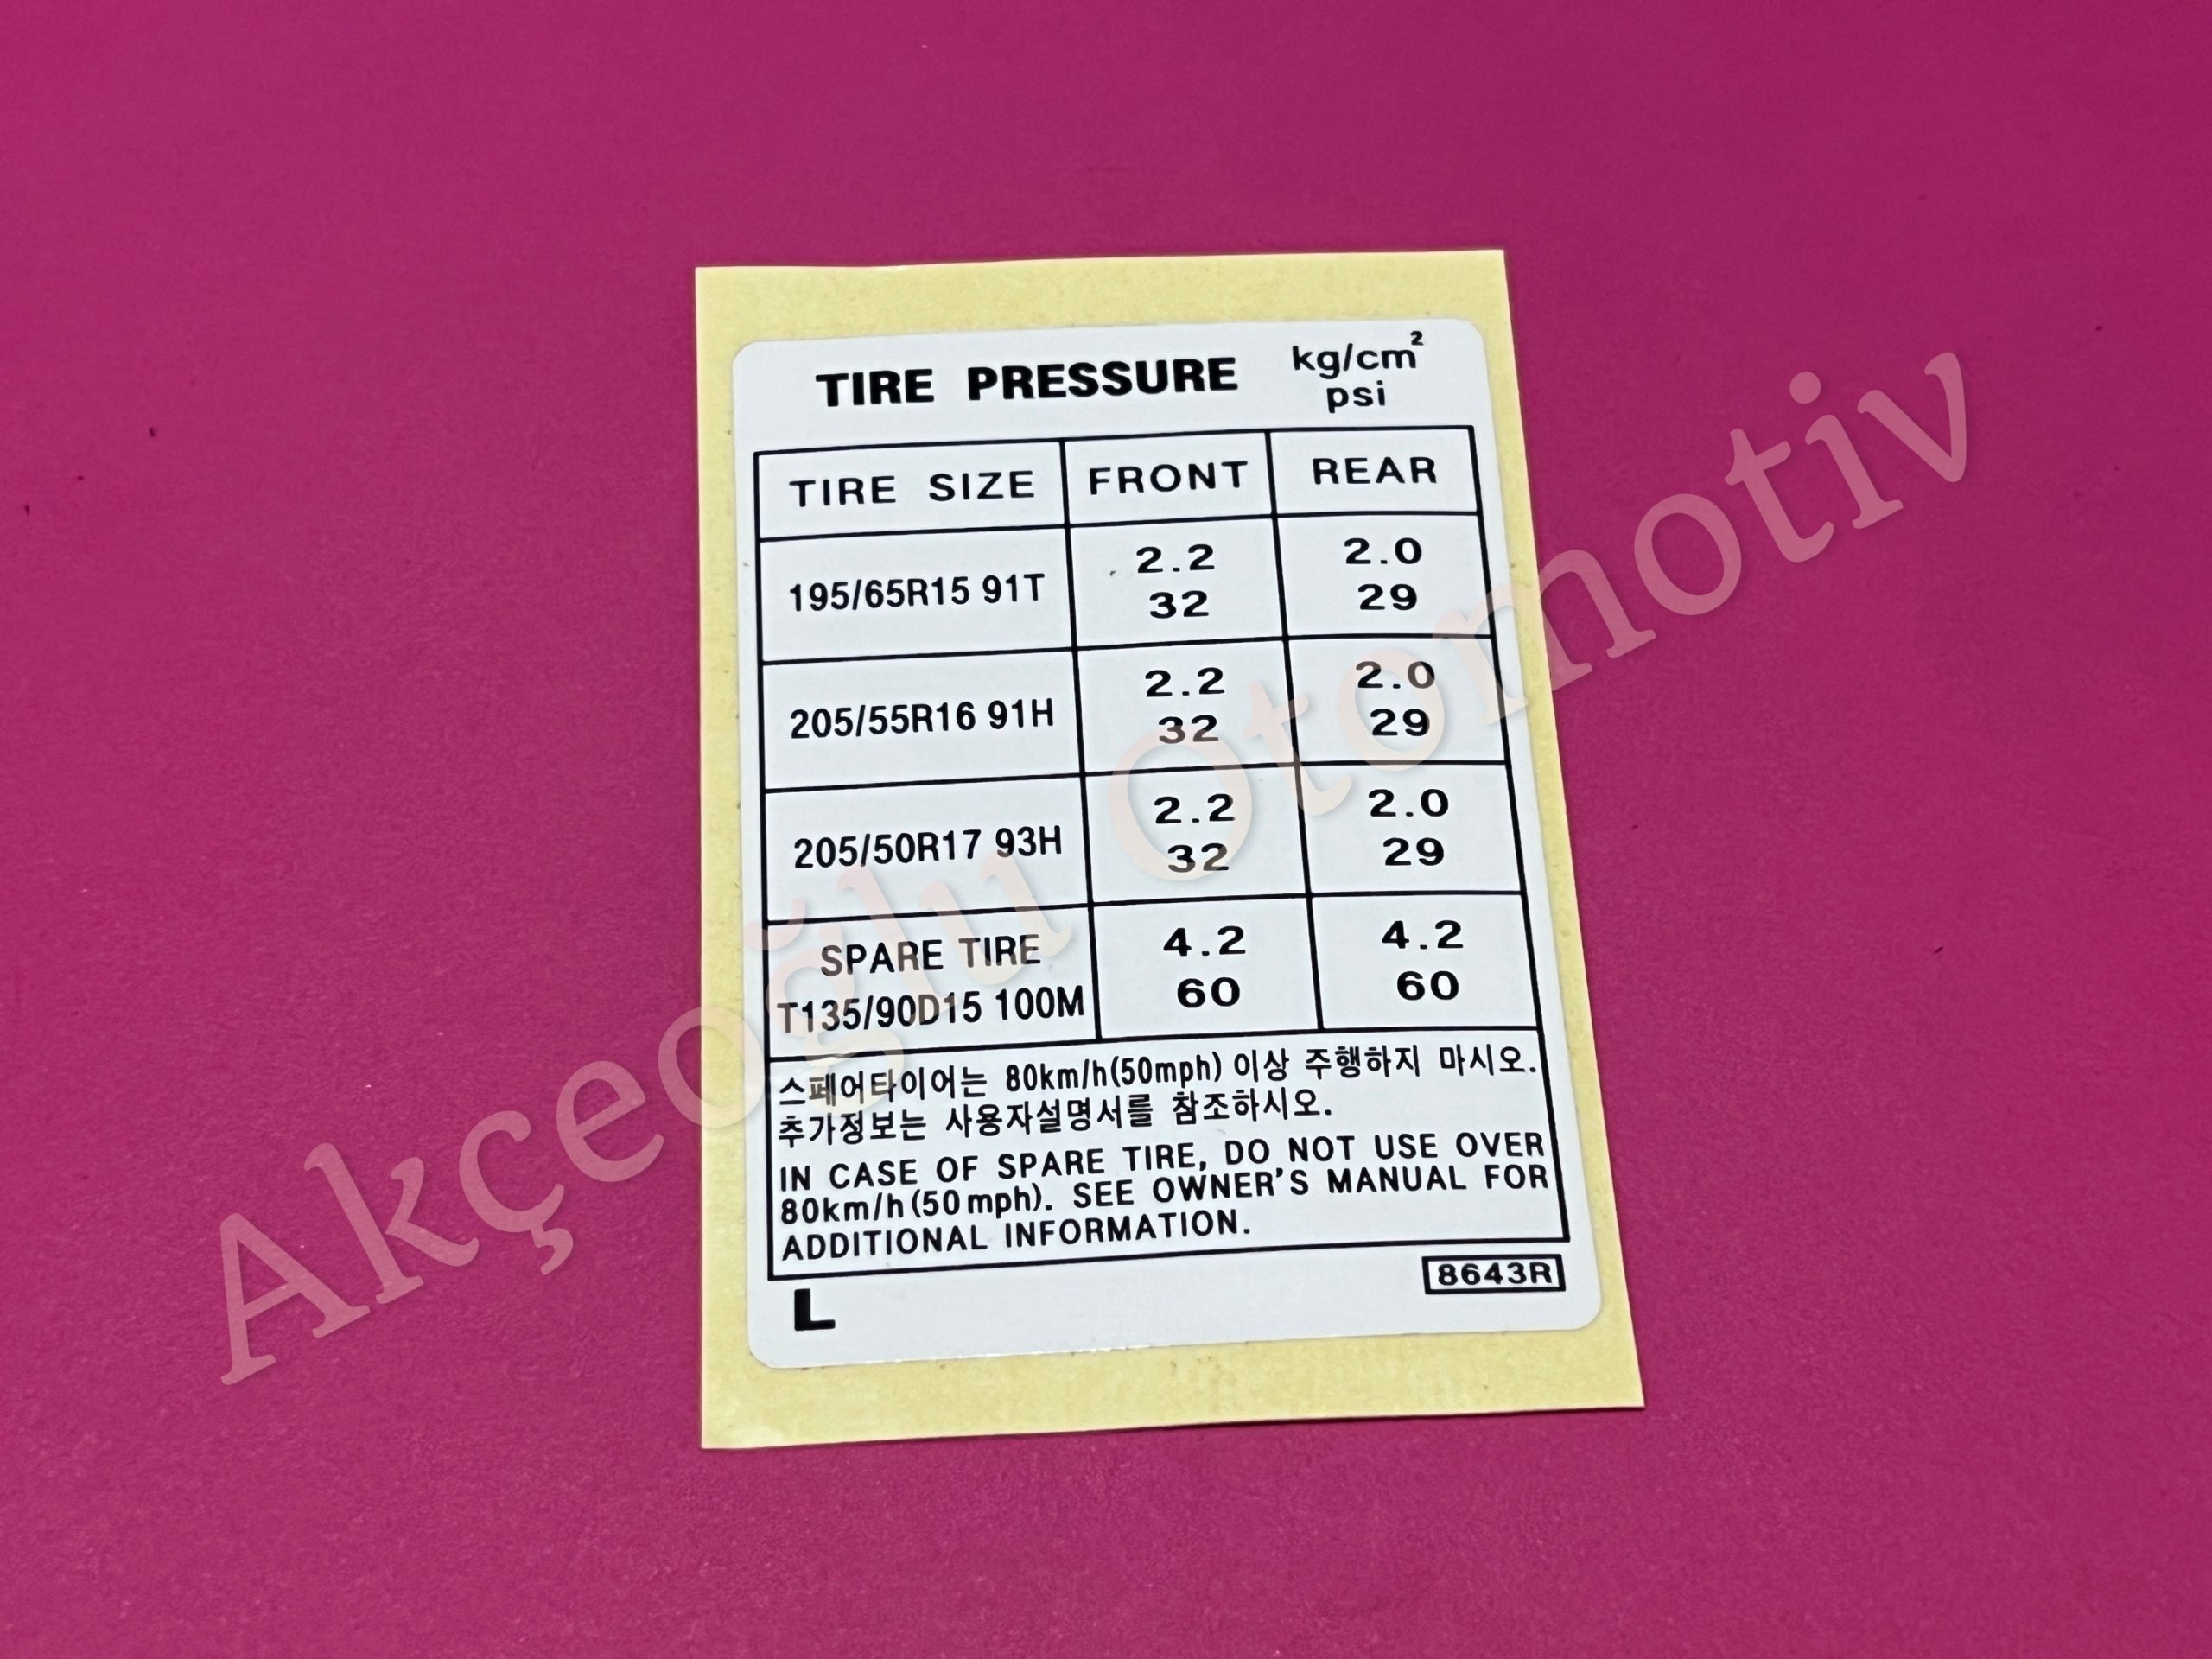 TIRE PRESSURE kg/cm²
psi
TIRE SIZE FRONT REAR
195/65R15 91T 2.2 2.0
32 29
205/55R16 91H 2.2 2.0
32 29
205/50R17 93H 2.2 2.0
32 29
SPARE TIRE 4.2 4.2
T135/90D15 100M 60 60
스페어타이어는 80km/h(50mph) 이상 주행하지 마시오.
추가정보는 사용자설명서를 참조하시오.
IN CASE OF SPARE TIRE, DO NOT USE OVER
80km/h(50mph). SEE OWNER'S MANUAL FOR
ADDITIONAL INFORMATION.
8643R
L
Akçeoğlu Otomotiv